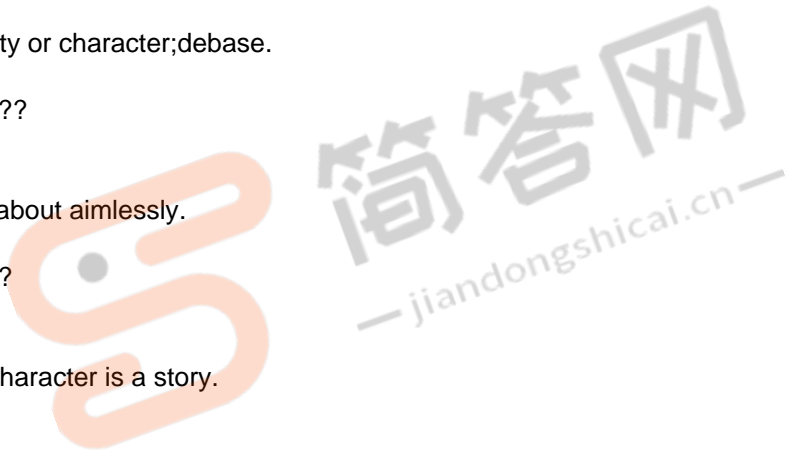 ty or character;debase.
??
简答网
about aimlessly.
jiandongshicai.cn
?
haracter is a story.